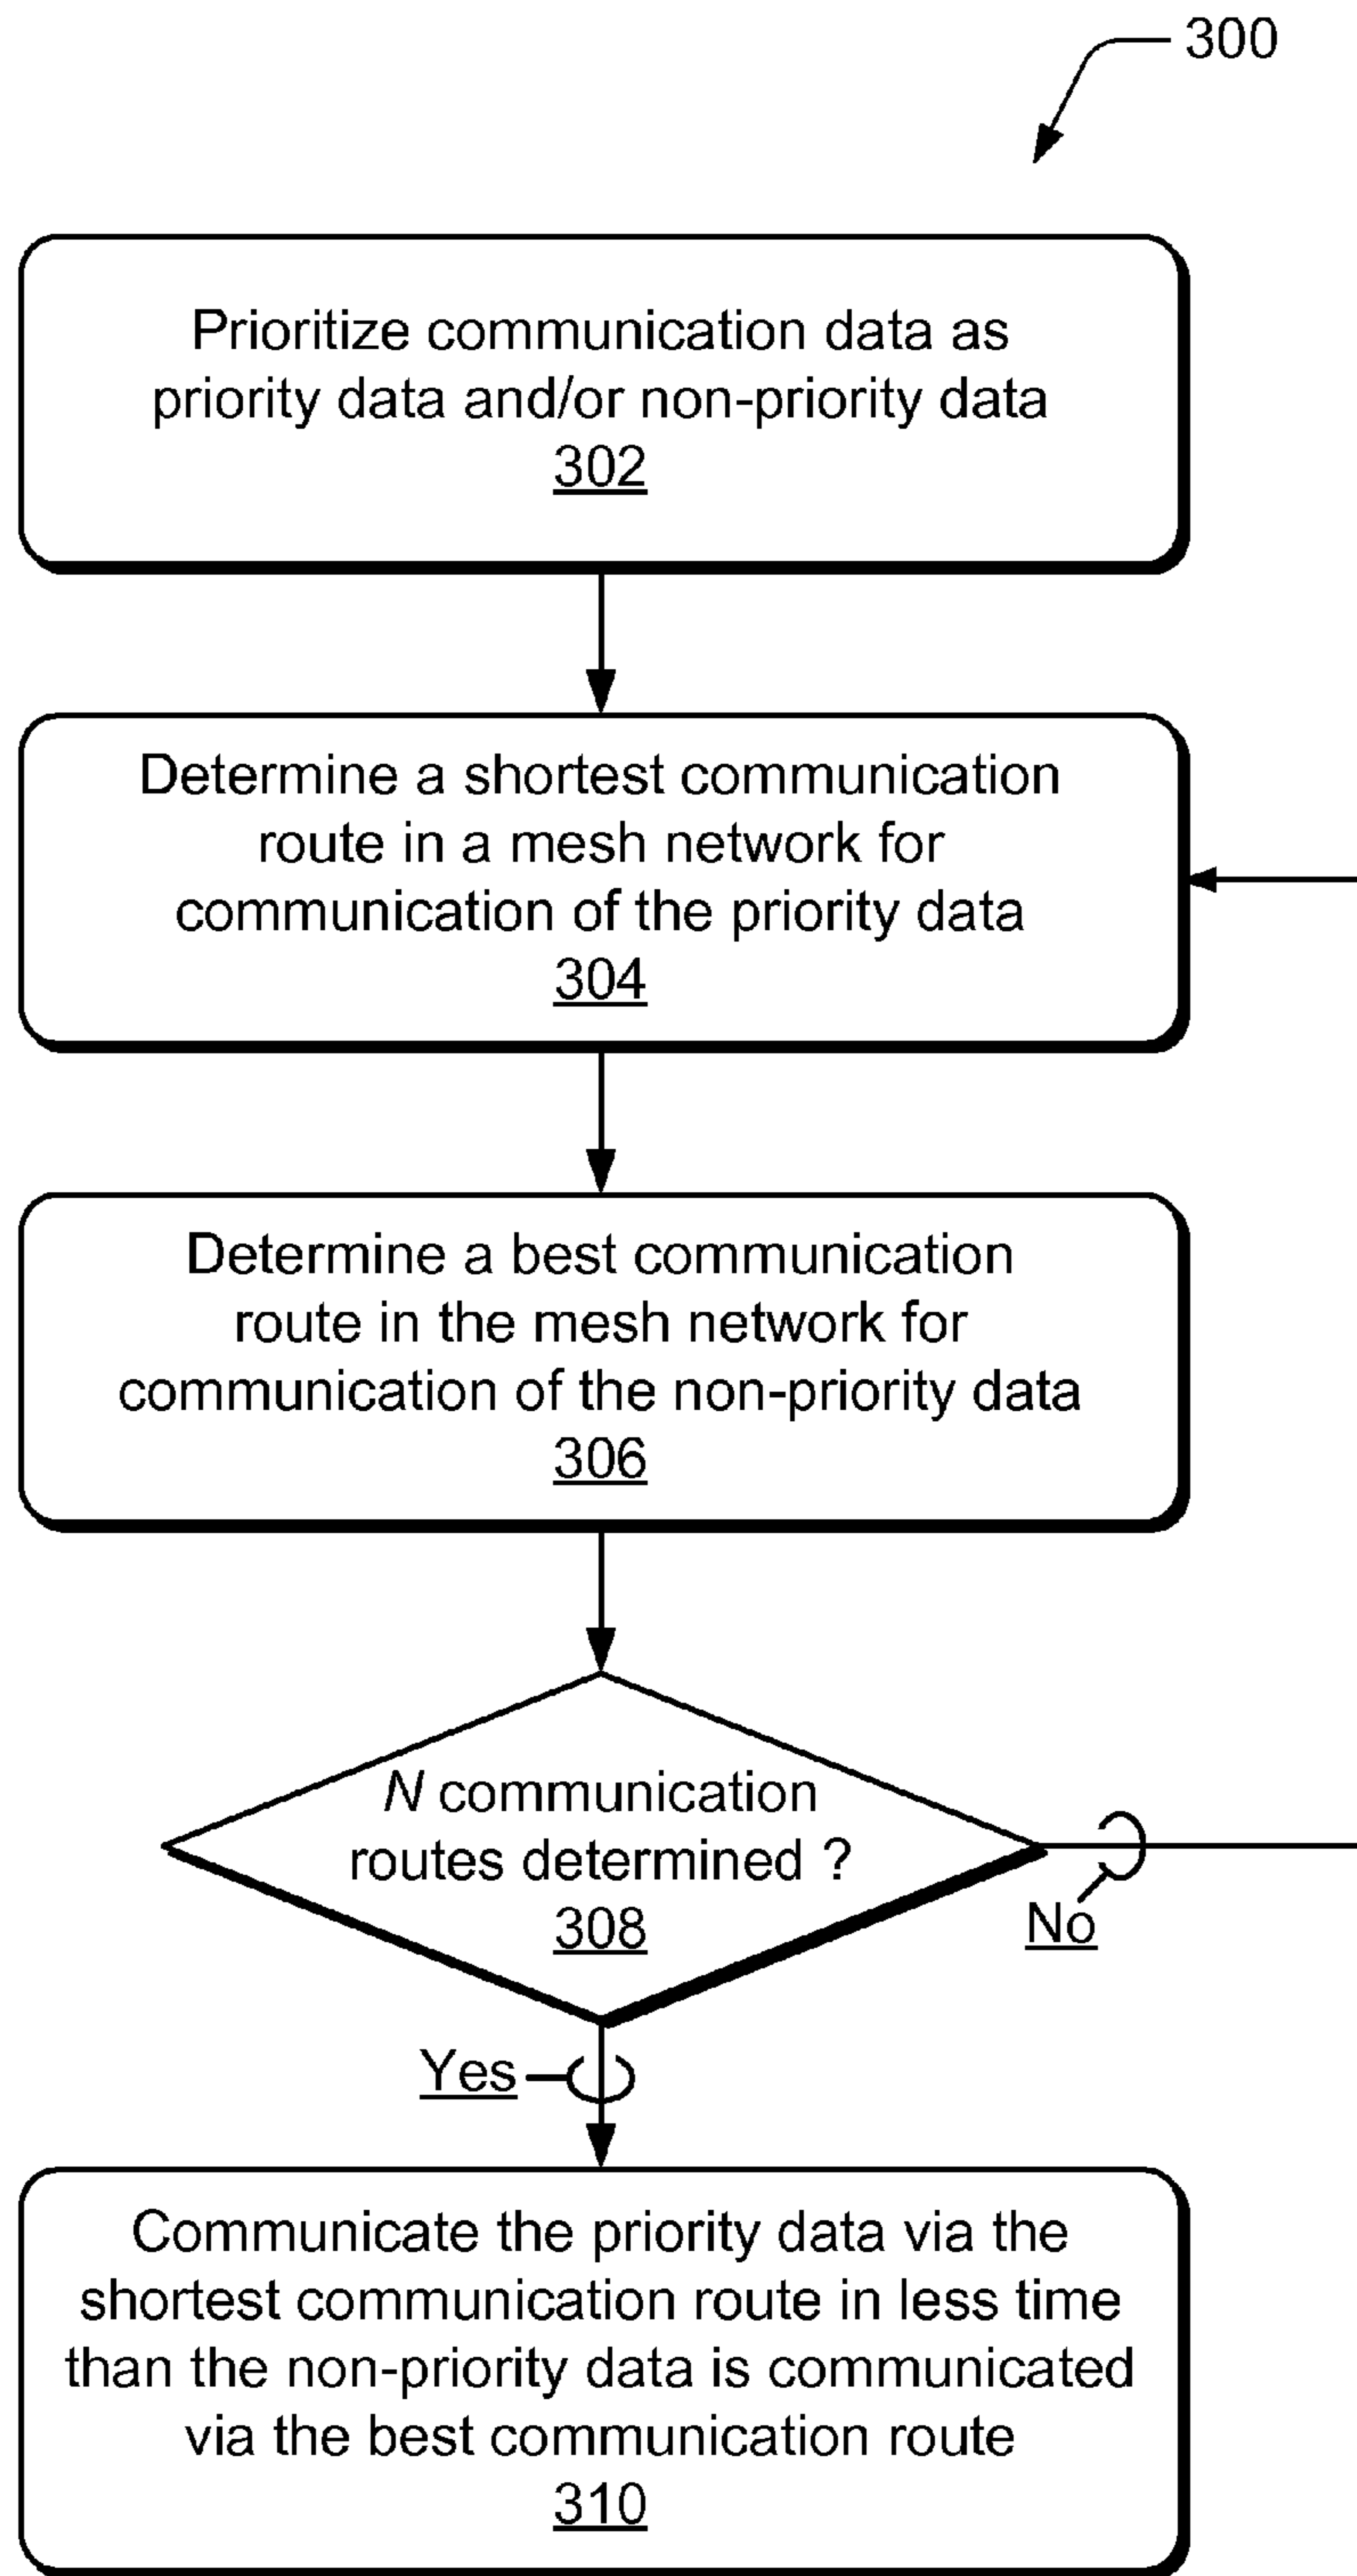 300
Prioritize communication data as
priority data and/or non-priority data
302
Determine a shortest communication
route in a mesh network for
communication of the priority data
304
Determine a best communication
route in the mesh network for
communication of the non-priority data
306
N communication
routes determined ?
308
No
Yes
Communicate the priority data via the
shortest communication route in less time
than the non-priority data is communicated
via the best communication route
310